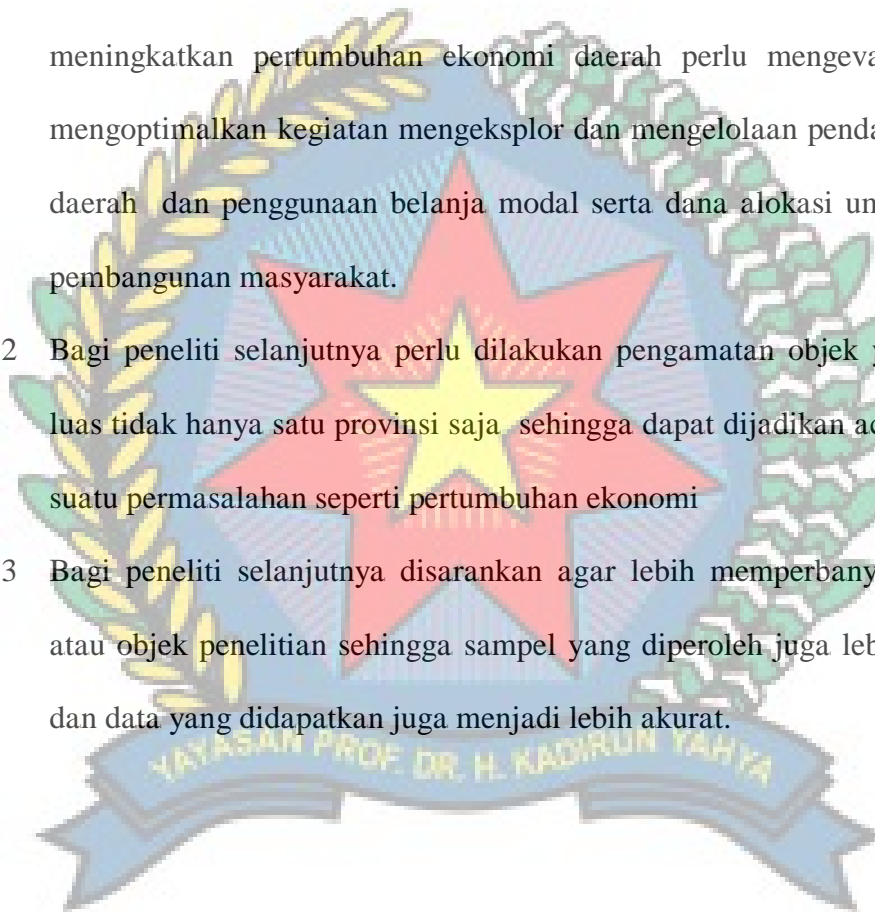 meningkatkan pertumbuhan ekonomi daerah perlu mengeva
mengoptimalkan kegiatan mengeksplor dan mengelolaan penda
daerah dan penggunaan belanja modal serta dana alokasi un
pembangunan masyarakat.
2 Bagi peneliti selanjutnya perlu dilakukan pengamatan objek y
luas tidak hanya satu provinsi saja sehingga dapat dijadikan ac
suatu permasalahan seperti pertumbuhan ekonomi
3 Bagi peneliti selanjutnya disarankan agar lebih memperbany
atau objek penelitian sehingga sampel yang diperoleh juga leb
dan data yang didapatkan juga menjadi lebih akurat.
YAYASAN PROF. DR. H. KADIRUN YAHYA